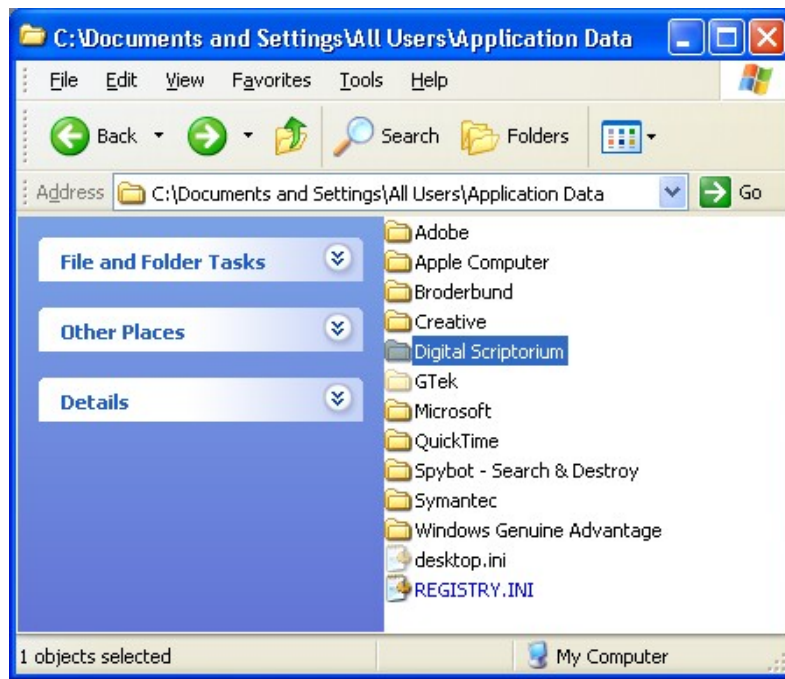 C:\Documents and Settings\All Users\Application Data
File Edit View Favorites Tools Help
Back Search Folders
Address C:\Documents and Settings\All Users\Application Data Go
File and Folder Tasks
Other Places
Details
Adobe
Apple Computer
Broderbund
Creative
Digital Scriptorium
GTek
Microsoft
QuickTime
Spybot - Search & Destroy
Symantec
Windows Genuine Advantage
desktop.ini
REGISTRY.INI
1 objects selected My Computer